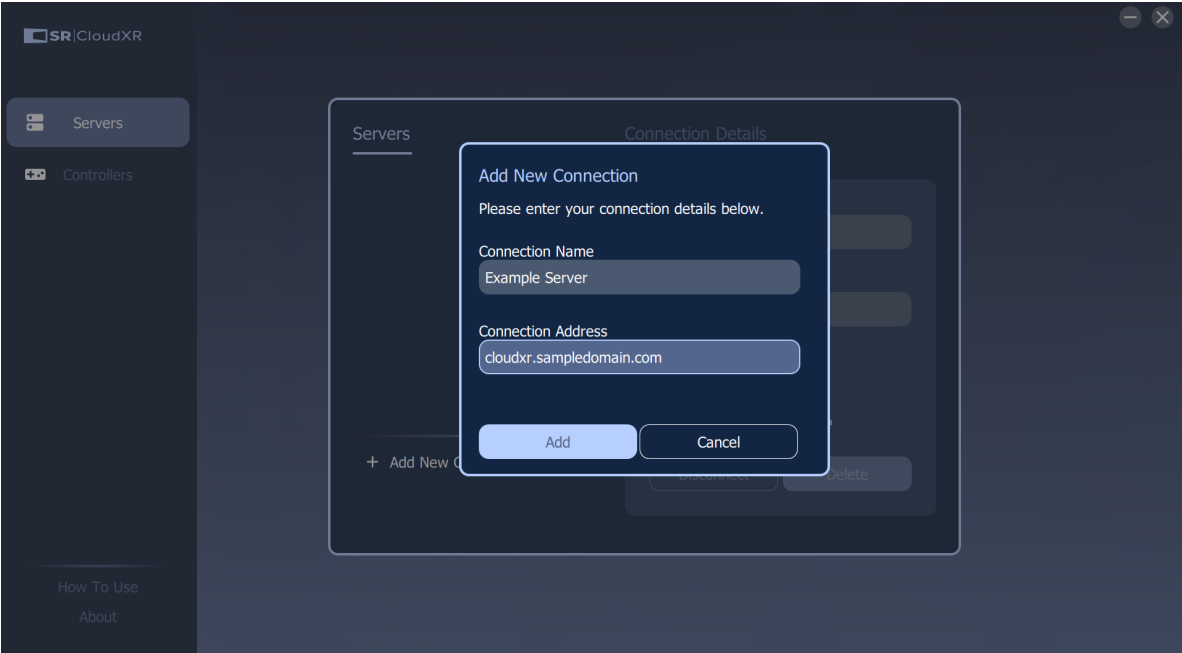 SR|CloudXR
Servers
Controllers
Servers
Connection Details
Add New Connection
Please enter your connection details below.
Connection Name
Example Server
Connection Address
cloudxr.sampledomain.com
Add
Cancel
+ Add New
Disconnect
Delete
How To Use
About